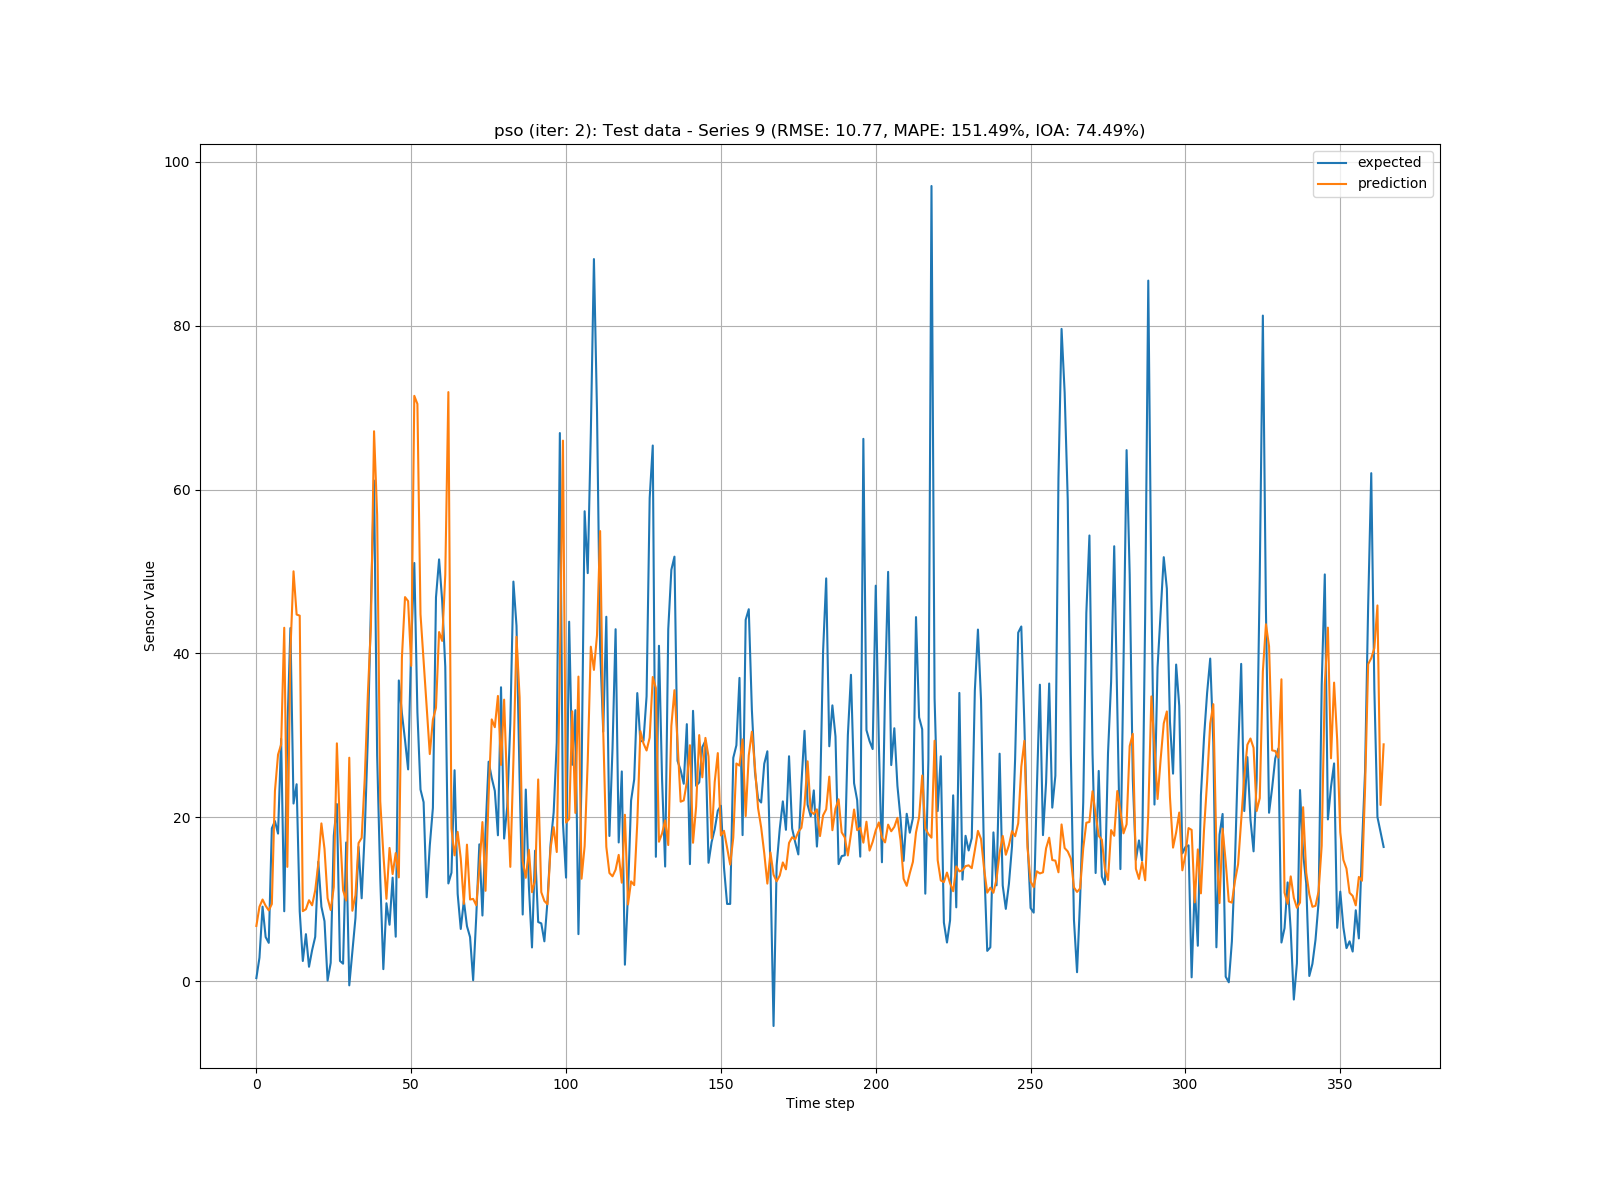 pso (iter: 2): Test data - Series 9 (RMSE: 10.77, MAPE: 151.49%, IOA: 74.49%)
expected
prediction
100
80
60
40
20
0
Sensor Value
0 50 100 150 200 250 300 350
Time step